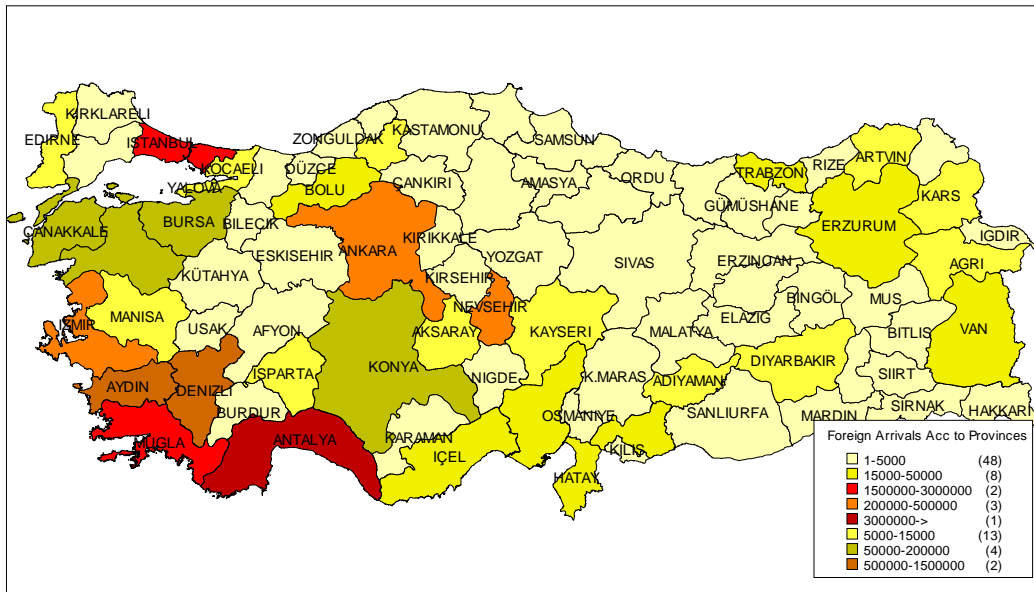 KIRKLARELI
EDIRNE
ISTANBUL
ZONGULDAK
KASTAMONU
SAMSUN
KOCAELI
DÜZCE
YALOVA
BOLU
ÇANKIRI
AMASYA
ORDU
TRABZON
RIZE
ARTVIN
KARS
GÜMÜSHANE
ÇANAKKALE
BURSA
BILECIK
ESKISEHIR
ANKARA
KIRIKKALE
YOZGAT
SIVAS
ERZINCAN
ERZURUM
IGDIR
AGRI
KÜTAHYA
KIRSEHIR
NEVSEHIR
IZMIR
MANISA
USAK
AFYON
AKSARAY
KAYSERI
MALATYA
ELAZIG
BINGÖL
MUS
BITLIS
VAN
AYDIN
DENIZLI
ISPARTA
KONYA
NIGDE
K.MARAS
ADIYAMAN
DIYARBAKIR
SIIRT
SIRNAK
HAKKARI
BURDUR
MUGLA
ANTALYA
KARAMAN
IÇEL
OSMANIYE
SANLIURFA
MARDIN
KILIS
HATAY
Foreign Arrivals Acc to Provinces
1-5000 (48)
15000-50000 (8)
1500000-3000000 (2)
200000-500000 (3)
3000000-> (1)
5000-15000 (13)
50000-200000 (4)
500000-1500000 (2)